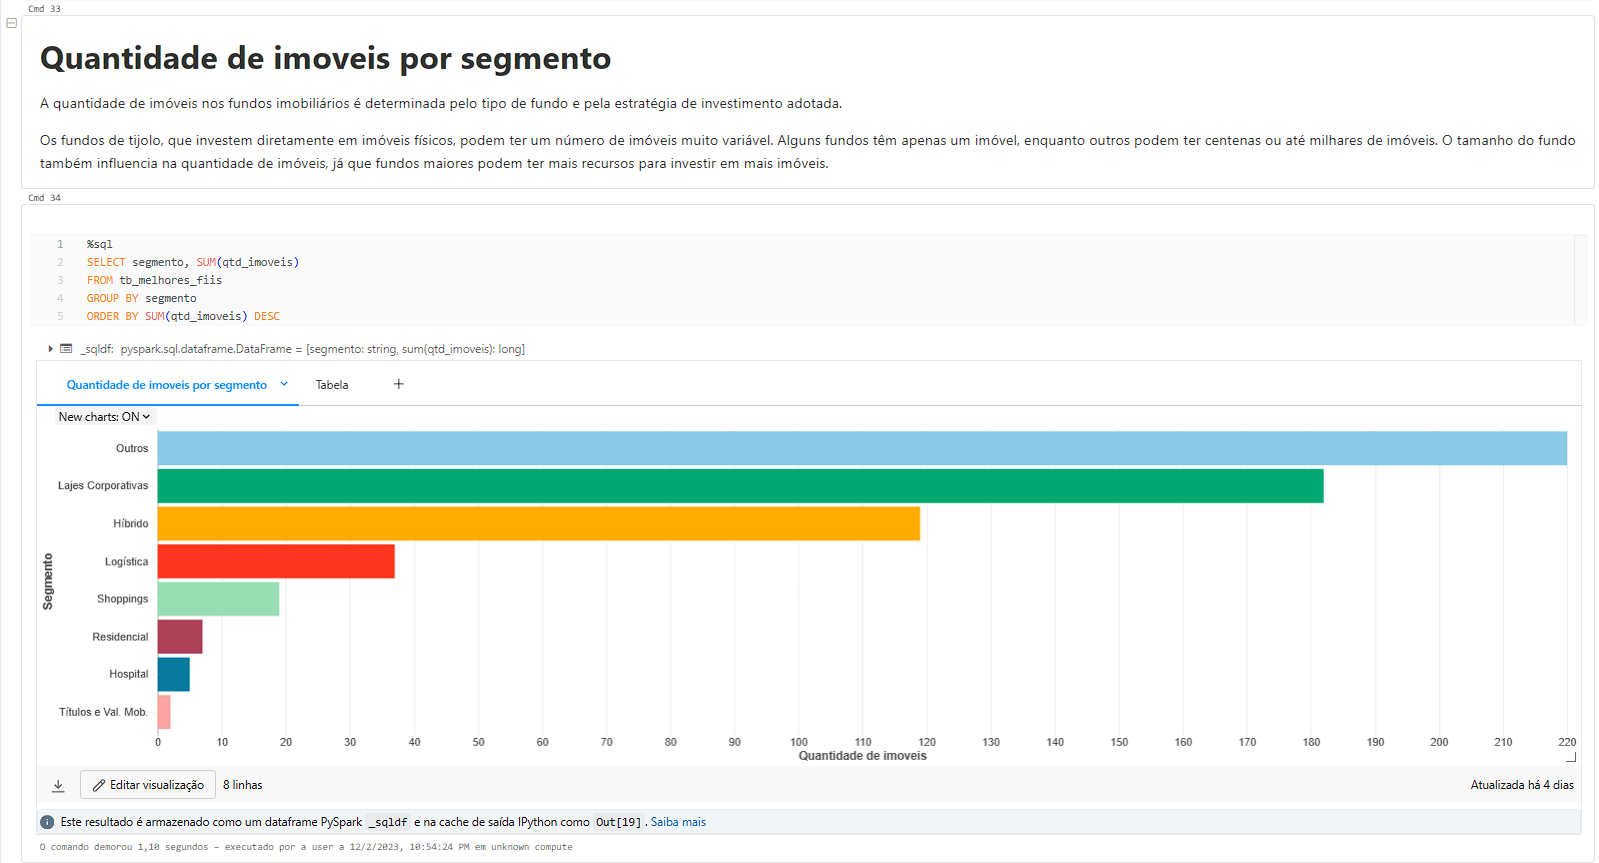 Cmd 33
Quantidade de imoveis por segmento
A quantidade de imóveis nos fundos imobiliários é determinada pelo tipo de fundo e pela estratégia de investimento adotada.
Os fundos de tijolo, que investem diretamente em imóveis físicos, podem ter um número de imóveis muito variável. Alguns fundos têm apenas um imóvel, enquanto outros podem ter centenas ou até milhares de imóveis. O tamanho do fundo
também influencia na quantidade de imóveis, já que fundos maiores podem ter mais recursos para investir em mais imóveis.
Cmd 34
1 %sql
2 SELECT segmento, SUM(qtd_imoveis)
3 FROM tb_melhores_fiis
4 GROUP BY segmento
5 ORDER BY SUM(qtd_imoveis) DESC
_sqldf: pyspark.sql.dataframe.DataFrame = [segmento: string, sum(qtd_imoveis): long]
Quantidade de imoveis por segmento Tabela +
New charts: ON
Outros
Lajes Corporativas
Híbrido
Logística
Shoppings
Residencial
Hospital
Títulos e Val. Mob.
Segmento
0 10 20 30 40 50 60 70 80 90 100 110 120 130 140 150 160 170 180 190 200 210 220
Quantidade de imoveis
Editar visualização 8 linhas Atualizada há 4 dias
Este resultado é armazenado como um dataframe PySpark _sqldf e na cache de saída IPython como Out[19] . Saiba mais
O comando demorou 1,10 segundos – executado por a user a 12/2/2023, 10:54:24 PM em unknown compute